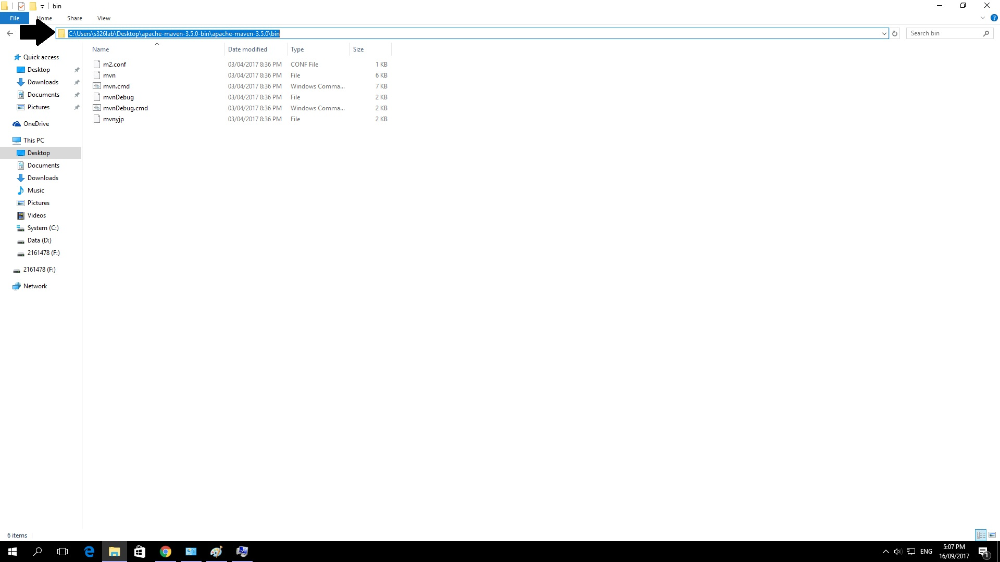 bin
File Home Share View
C:\Users\s326lab\Desktop\apache-maven-3.5.0-bin\apache-maven-3.5.0\bin
Search bin
Name Date modified Type Size
m2.conf 03/04/2017 8:36 PM CONF File 1 KB
mvn 03/04/2017 8:36 PM File 6 KB
mvn.cmd 03/04/2017 8:36 PM Windows Comma... 7 KB
mvnDebug 03/04/2017 8:36 PM File 2 KB
mvnDebug.cmd 03/04/2017 8:36 PM Windows Comma... 2 KB
mvnyjp 03/04/2017 8:36 PM File 2 KB
Quick access
Desktop
Downloads
Documents
Pictures
OneDrive
This PC
Desktop
Documents
Downloads
Music
Pictures
Videos
System (C:)
Data (D:)
2161478 (F:)
2161478 (F:)
Network
6 items
ENG
5:07 PM
16/09/2017
1